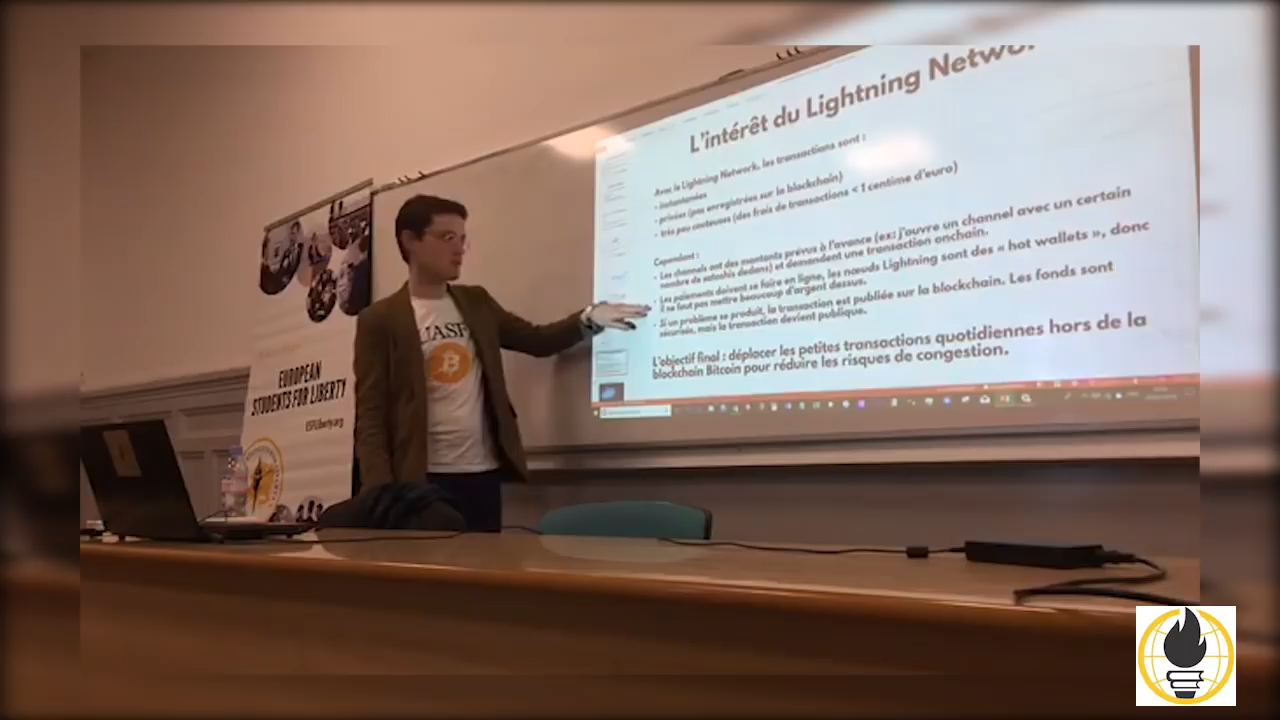 L'intérêt du Lightning Network
Avec le Lightning Network, les transactions sont :
- instantanées
- privées (pas enregistrées sur la blockchain)
- très peu couteuses (des frais de transactions < 1 centime d'euro)
Cependant :
- Les channels ont des montants prévus à l'avance (ex: j'ouvre un channel avec un certain
nombre de satoshis dedans) et demandent une transaction onchain.
- Les paiements doivent se faire en ligne, les nœuds Lightning sont des « hot wallets », donc
il ne faut pas mettre beaucoup d'argent dessus.
- Si un problème se produit, la transaction est publiée sur la blockchain. Les fonds sont
sécurisés, mais la transaction devient publique.
L'objectif final : déplacer les petites transactions quotidiennes hors de la
blockchain Bitcoin pour réduire les risques de congestion.
UASF
EUROPEAN
STUDENTS FOR LIBERTY
ESFLiberty.org